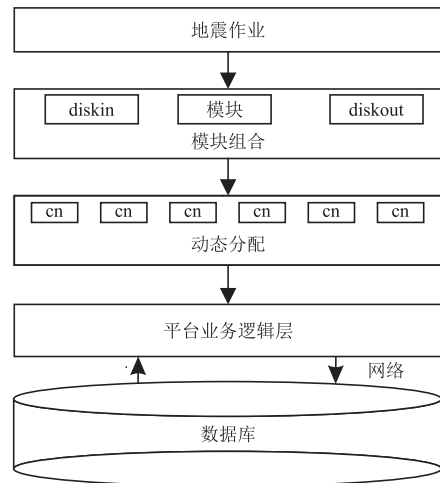 地震作业
diskin 模块 diskout
模块组合
cn cn cn cn cn cn
动态分配
平台业务逻辑层
网络
数据库